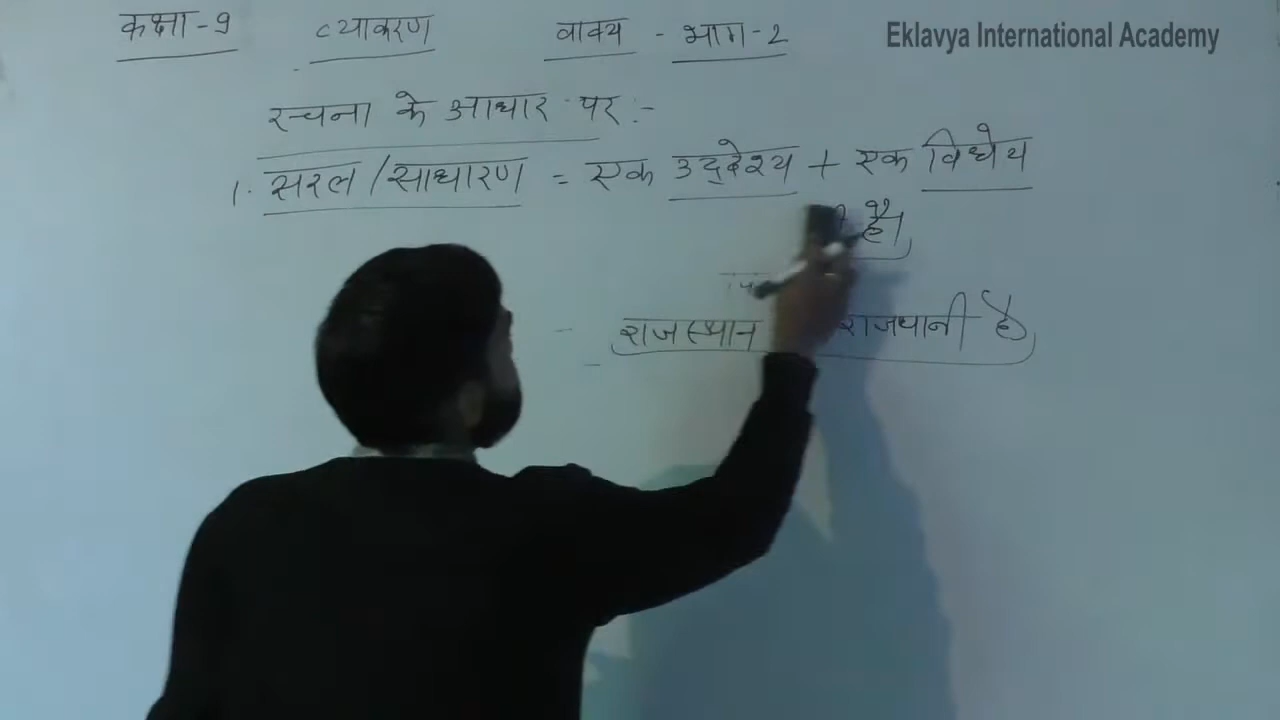 कक्षा-9 व्याकरण वाक्य - भाग-2
Eklavya International Academy
रचना के आधार पर :-
1. सरल/साधारण = एक उद्देश्य + एक विधेय
है।
राजस्थान राजधानी है